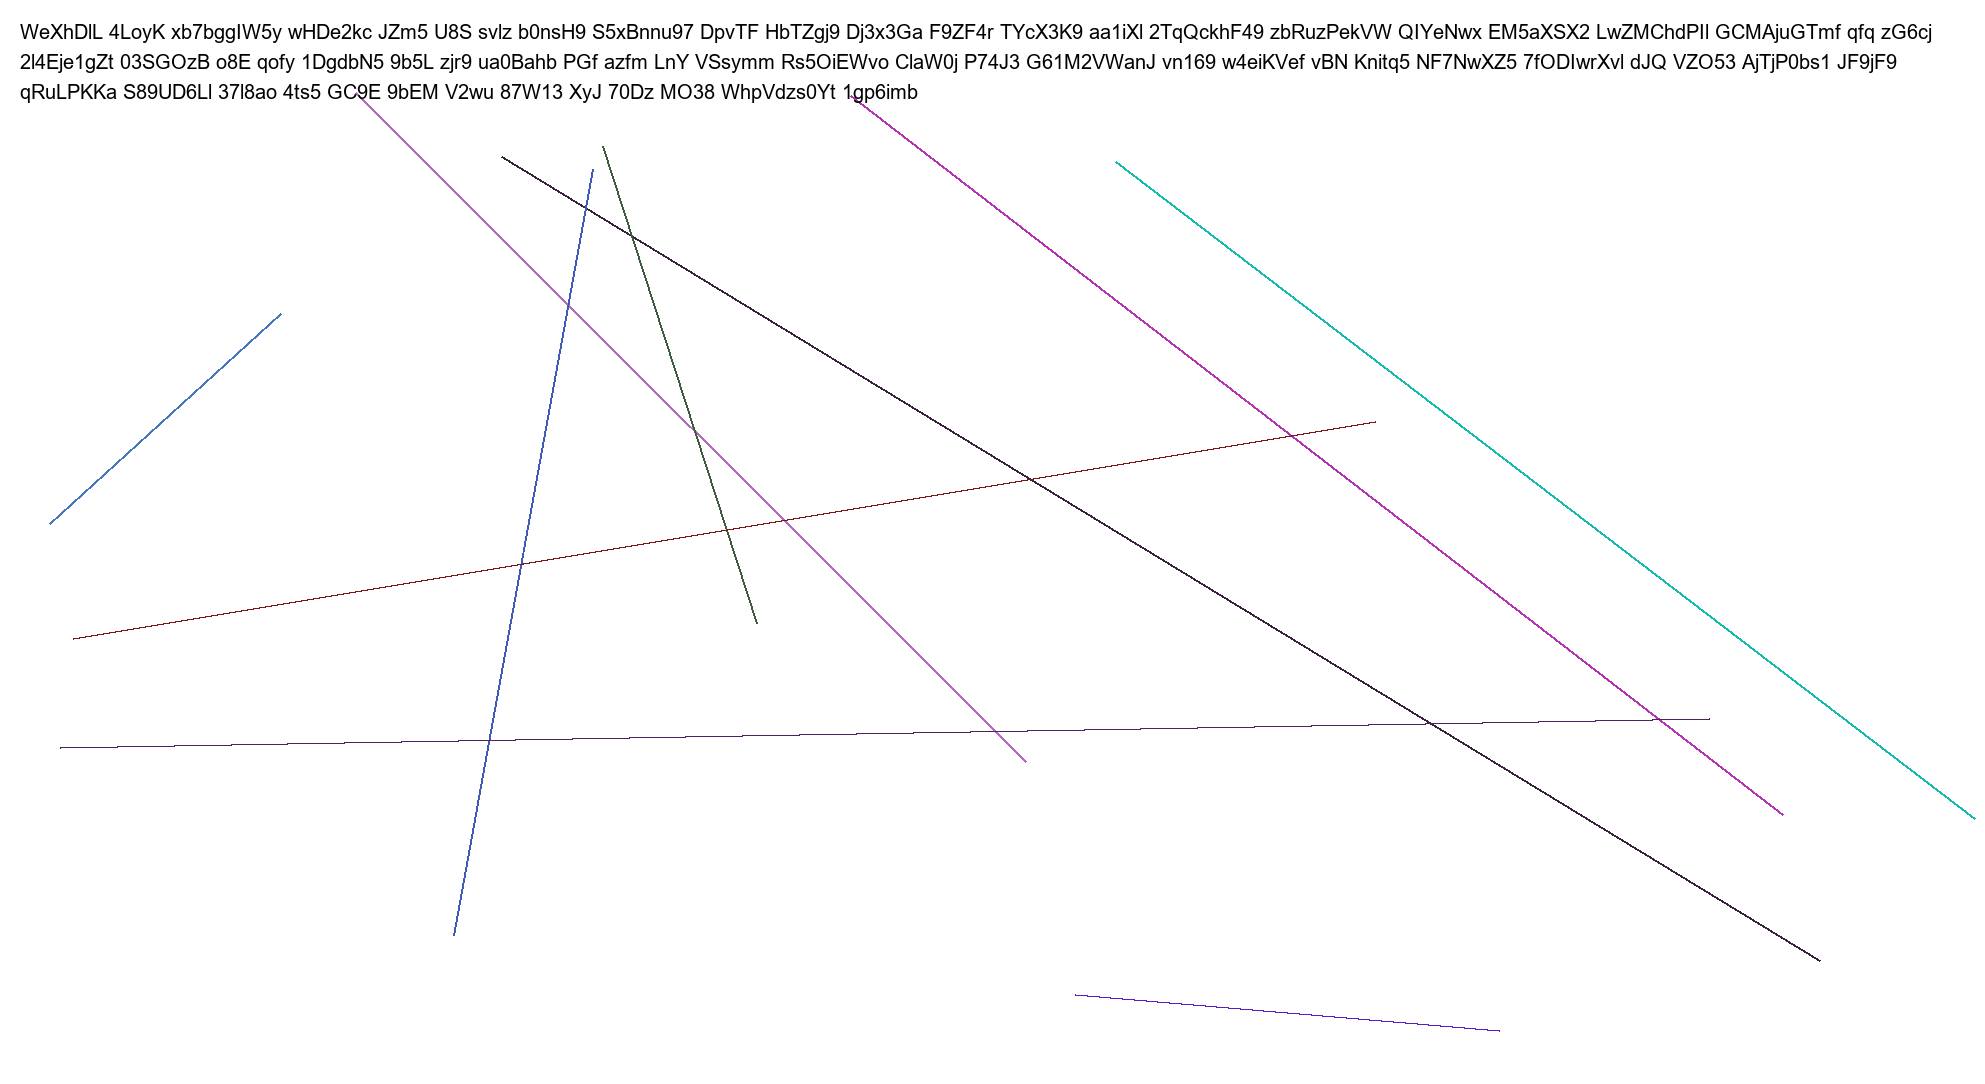 WeXhDlL 4LoyK xb7bggIW5y wHDe2kc JZm5 U8S svlz b0nsH9 S5xBnnu97 DpvTF HbTZgj9 Dj3x3Ga F9ZF4r TYcX3K9 aa1iXl 2TqQckhF49 zbRuzPekVW QIYeNwx EM5aXSX2 LwZMChdPIl GCMAjuGTmf qfq zG6cj
2l4Eje1gZt 03SGOzB o8E qofy 1DgdbN5 9b5L zjr9 ua0Bahb PGf azfm LnY VSsymm Rs5OiEWvo ClaW0j P74J3 G61M2VWanJ vn169 w4eiKVef vBN Knitq5 NF7NwXZ5 7fODIwrXvl dJQ VZO53 AjTjP0bs1 JF9jF9
qRuLPKKa S89UD6Ll 37l8ao 4ts5 GC9E 9bEM V2wu 87W13 XyJ 70Dz MO38 WhpVdzs0Yt 1gp6imb